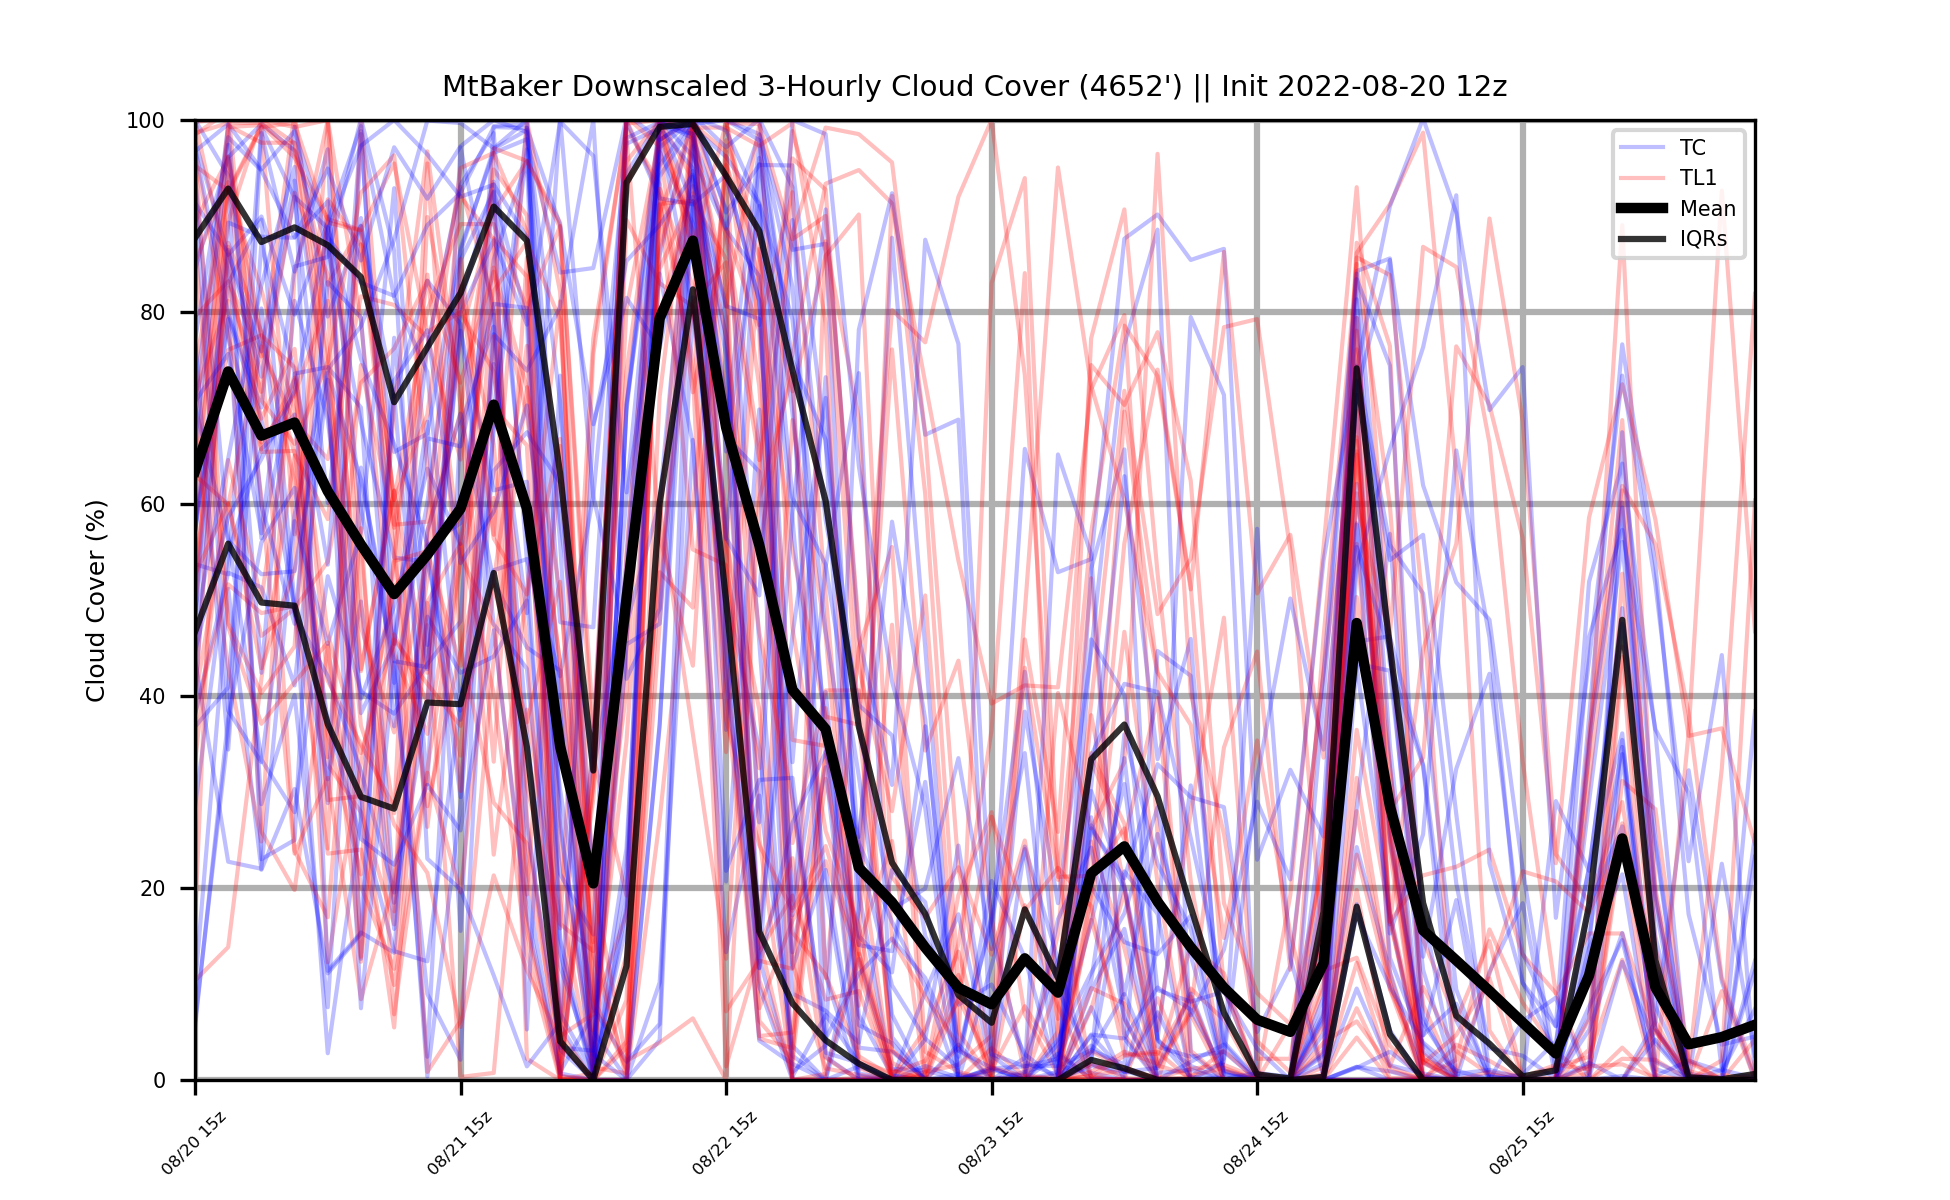 MtBaker Downscaled 3-Hourly Cloud Cover (4652') || Init 2022-08-20 12z
Cloud Cover (%)
100
80
60
40
20
0
TC
TL1
Mean
IQRs
08/20 15z
08/21 15z
08/22 15z
08/23 15z
08/24 15z
08/25 15z